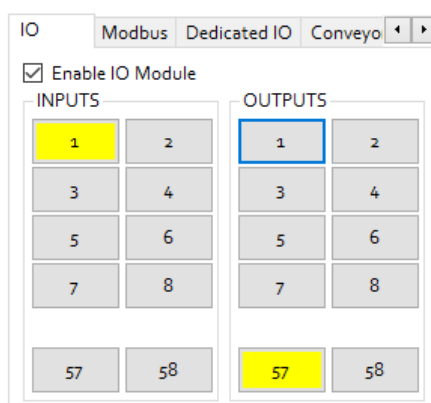 IO Modbus Dedicated IO Conveyo
Enable IO Module
INPUTS OUTPUTS
1 2 1 2
3 4 3 4
5 6 5 6
7 8 7 8
57 58 57 58